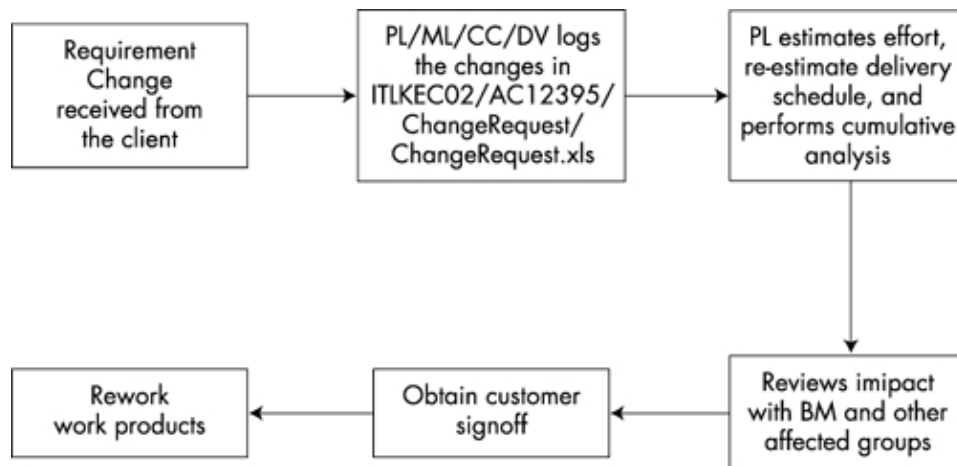 Requirement
Change
received from
the client
PL/ML/CC/DV logs
the changes in
ITLKEC02/AC12395/
ChangeRequest/
ChangeRequest.xls
PL estimates effort,
re-estimate delivery
schedule, and
performs cumulative
analysis
Reviews imipact
with BM and other
affected groups
Obtain customer
signoff
Rework
work products